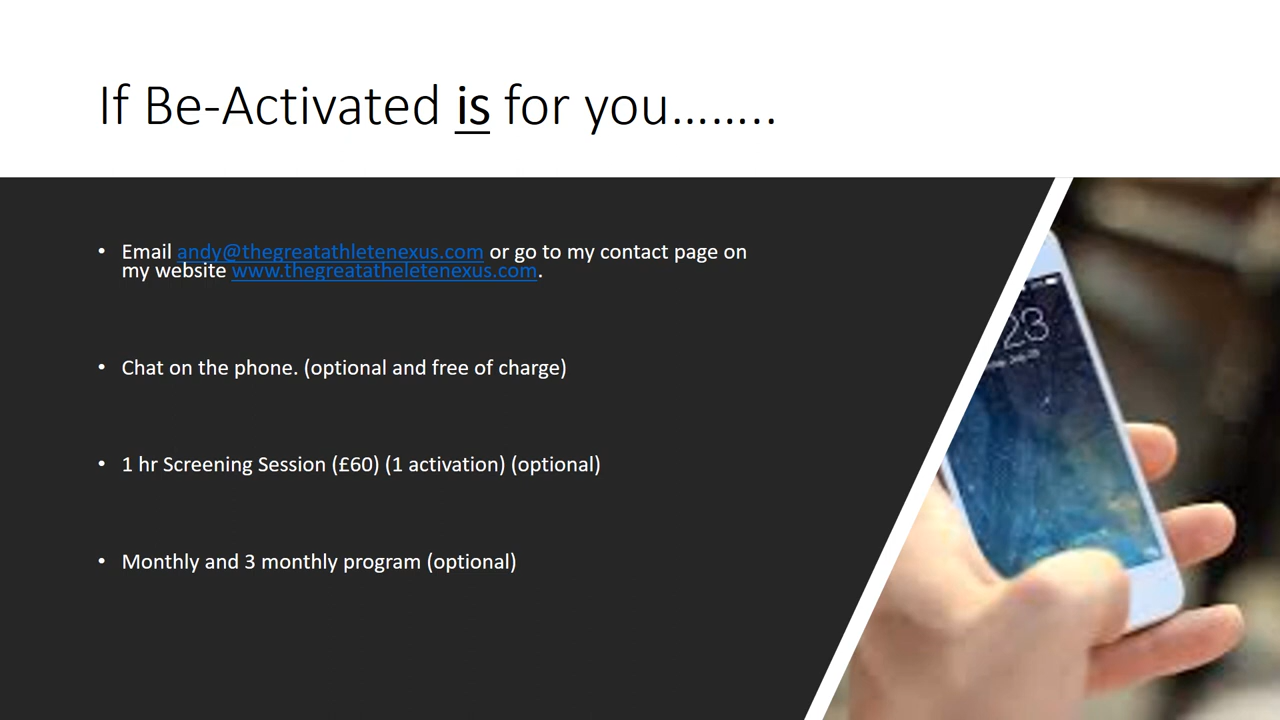 If Be-Activated is for you……..
• Email andy@thegreatathletenexus.com or go to my contact page on
my website www.thegreatatheletenexus.com.
• Chat on the phone. (optional and free of charge)
• 1 hr Screening Session (£60) (1 activation) (optional)
• Monthly and 3 monthly program (optional)
23